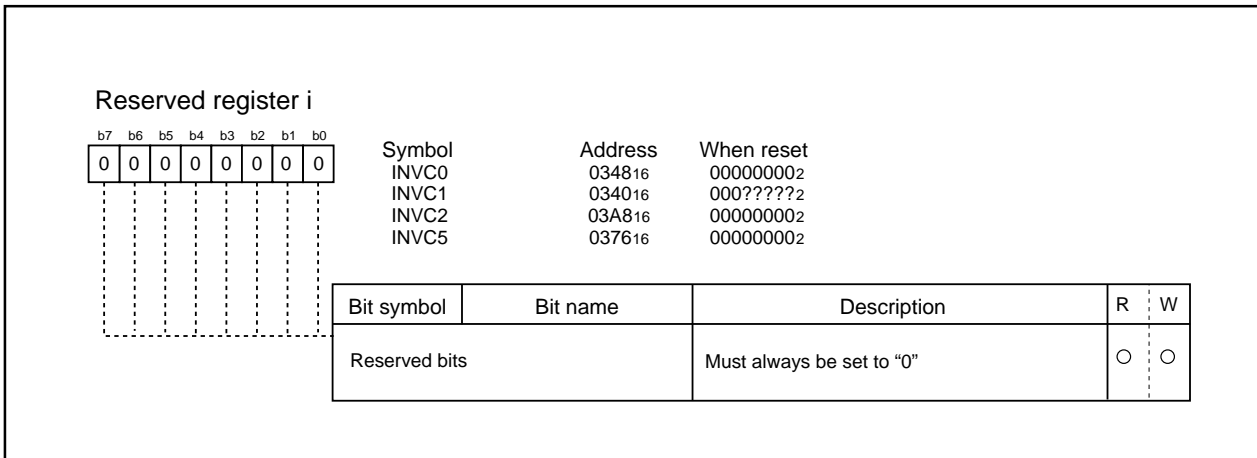 Reserved register i
b7 b6 b5 b4 b3 b2 b1 b0
0 0 0 0 0 0 0 0
Symbol Address When reset
INVC0 034816 000000002
INVC1 034016 000?????2
INVC2 03A816 000000002
INVC5 037616 000000002
Bit symbol Bit name Description R W
Reserved bits Must always be set to “0” ○ ○